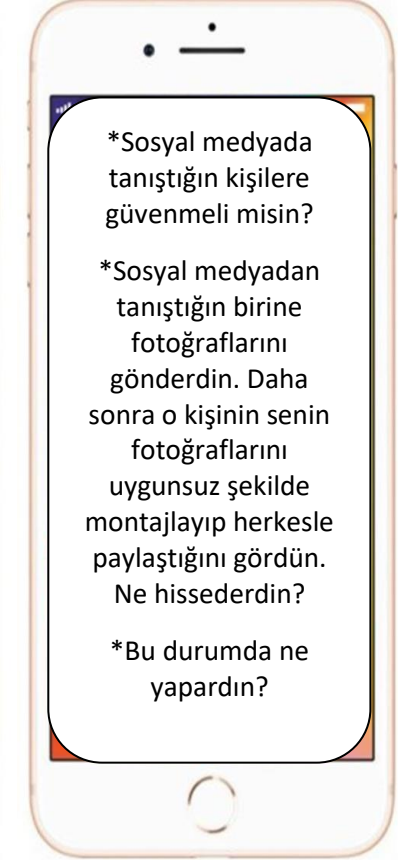 *Sosyal medyada
tanıştığın kişilere
güvenmeli misin?
*Sosyal medyadan
tanıştığın birine
fotoğraflarını
gönderdin. Daha
sonra o kişinin senin
fotoğraflarını
uygunsuz şekilde
montajlayıp herkesle
paylaştığını gördün.
Ne hissederdin?
*Bu durumda ne
yapardın?